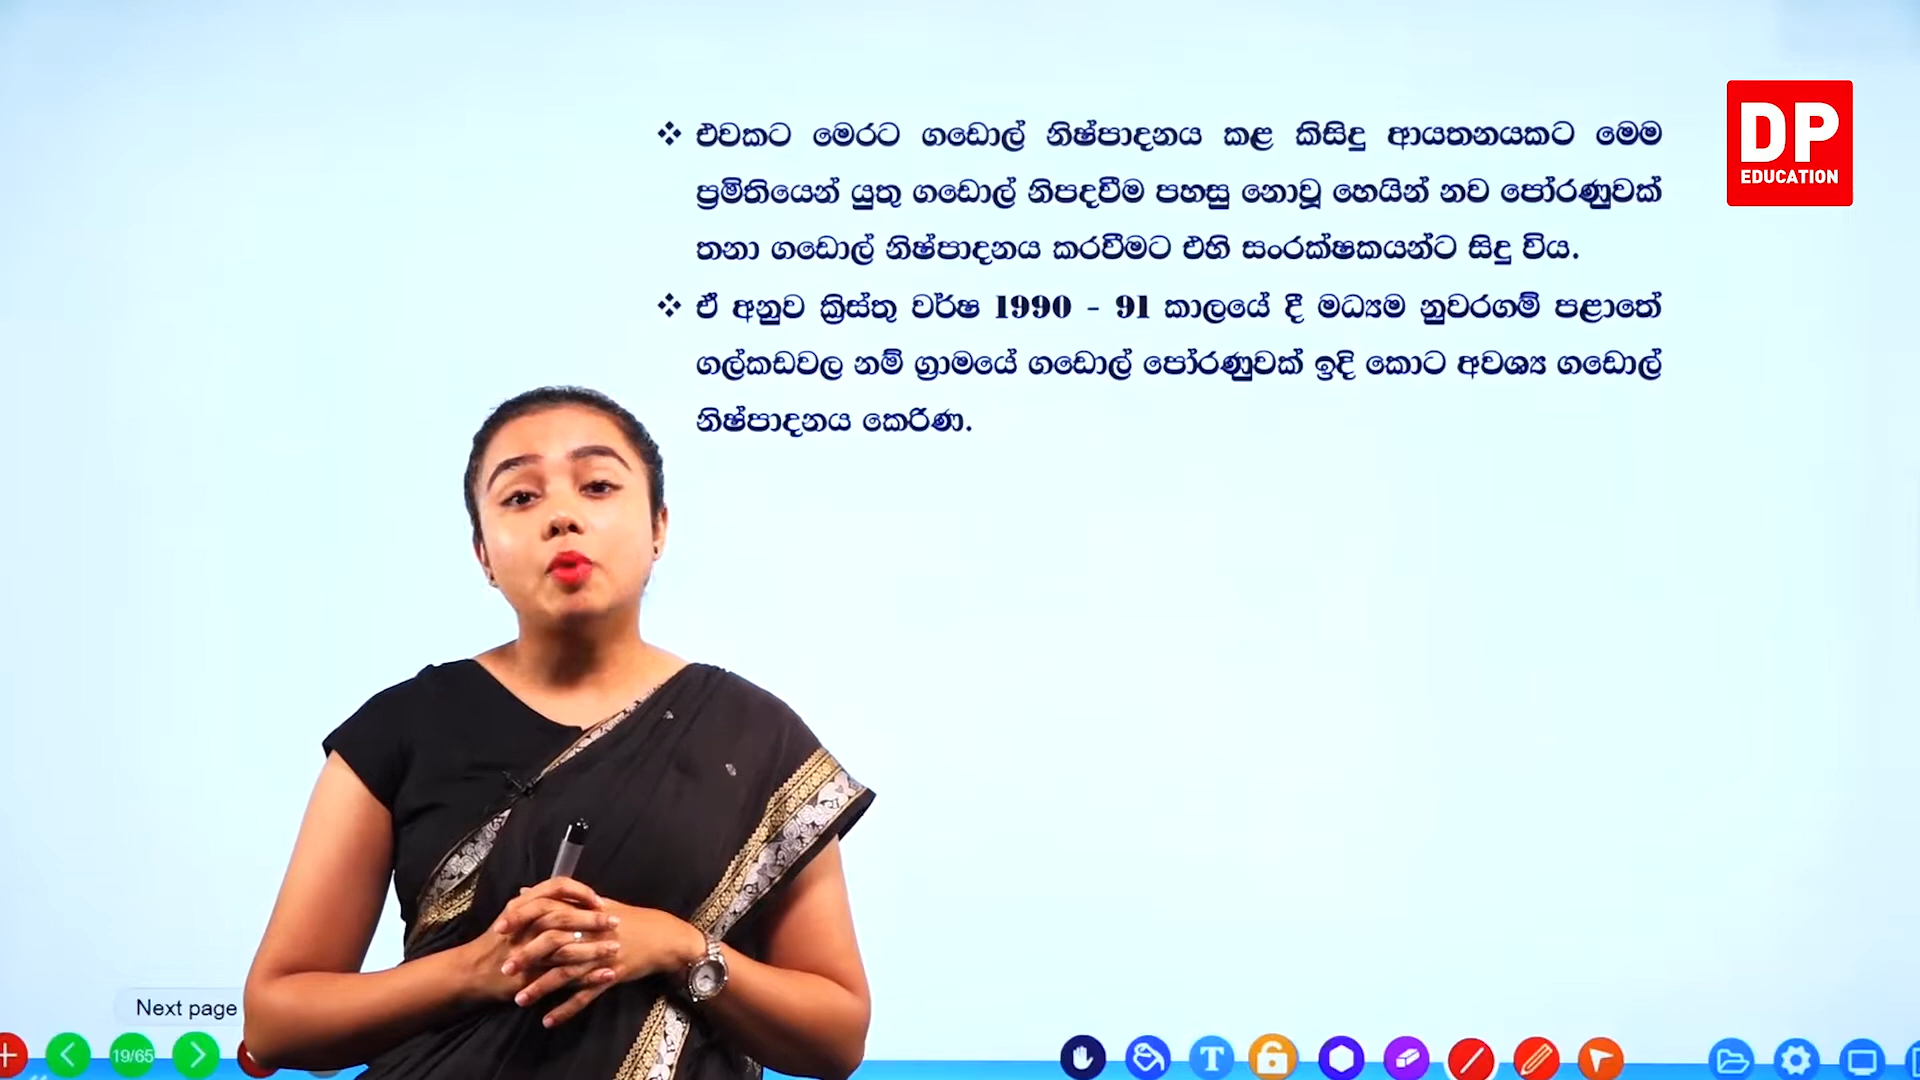 ❖ එවකට මෙරට ගඩොල් නිෂ්පාදනය කළ කිසිදු ආයතනයකට මෙම
ප්‍රමිතියෙන් යුතු ගඩොල් නිපදවීම පහසු නොවූ හෙයින් නව පෝරණුවක්
තනා ගඩොල් නිෂ්පාදනය කරවීමට එහි සංරක්ෂකයන්ට සිදු විය.
❖ ඒ අනුව ක්‍රිස්තු වර්ෂ 1990 - 91 කාලයේ දී මධ්‍යම නුවරගම් පළාතේ
ගල්කඩවල නම් ග්‍රාමයේ ගඩොල් පෝරණුවක් ඉදි කොට අවශ්‍ය ගඩොල්
නිෂ්පාදනය කෙරිණ.
DP
EDUCATION
Next page
19/65
T